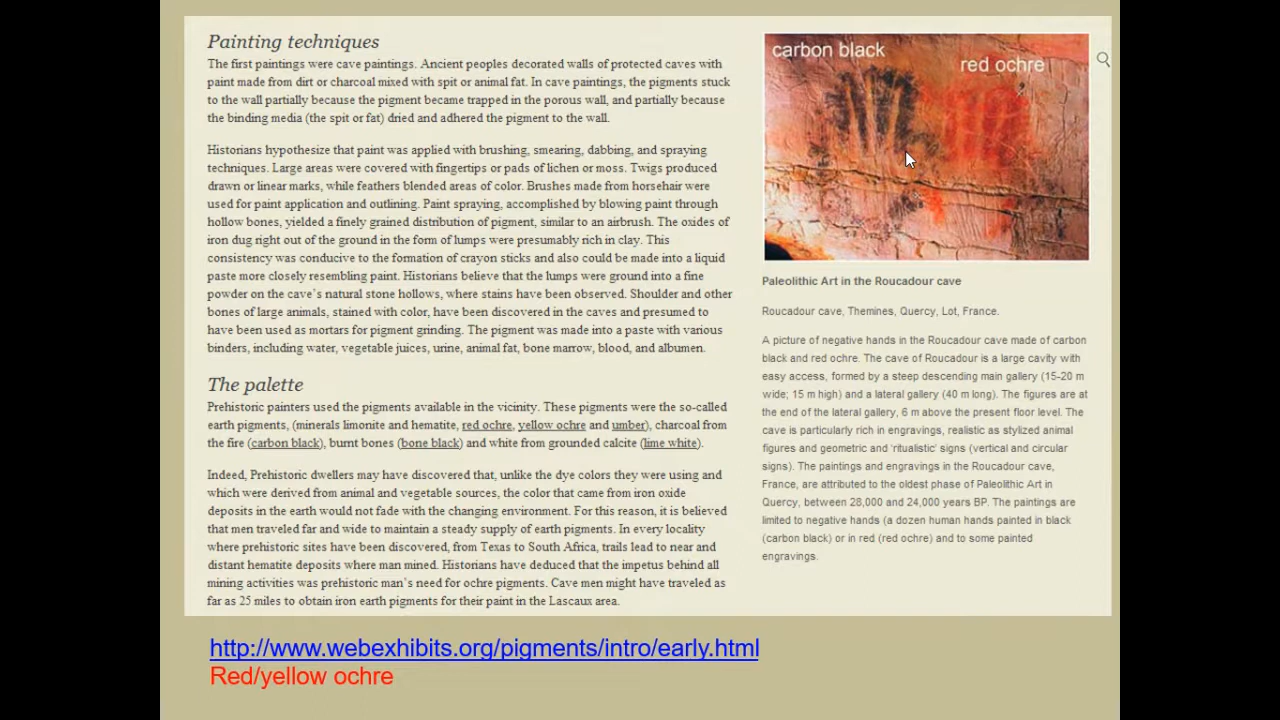 Painting techniques
The first paintings were cave paintings. Ancient peoples decorated walls of protected caves with
paint made from dirt or charcoal mixed with spit or animal fat. In cave paintings, the pigments stuck
to the wall partially because the pigment became trapped in the porous wall, and partially because
the binding media (the spit or fat) dried and adhered the pigment to the wall.
Historians hypothesize that paint was applied with brushing, smearing, dabbing, and spraying
techniques. Large areas were covered with fingertips or pads of lichen or moss. Twigs produced
drawn or linear marks, while feathers blended areas of color. Brushes made from horsehair were
used for paint application and outlining. Paint spraying, accomplished by blowing paint through
hollow bones, yielded a finely grained distribution of pigment, similar to an airbrush. The oxides of
iron dug right out of the ground in the form of lumps were presumably rich in clay. This
consistency was conducive to the formation of crayon sticks and also could be made into a liquid
paste more closely resembling paint. Historians believe that the lumps were ground into a fine
powder on the cave's natural stone hollows, where stains have been observed. Shoulder and other
bones of large animals, stained with color, have been discovered in the caves and presumed to
have been used as mortars for pigment grinding. The pigment was made into a paste with various
binders, including water, vegetable juices, urine, animal fat, bone marrow, blood, and albumen.
The palette
Prehistoric painters used the pigments available in the vicinity. These pigments were the so-called
earth pigments, (minerals limonite and hematite, red ochre, yellow ochre and umber), charcoal from
the fire (carbon black), burnt bones (bone black) and white from grounded calcite (lime white).
Indeed, Prehistoric dwellers may have discovered that, unlike the dye colors they were using and
which were derived from animal and vegetable sources, the color that came from iron oxide
deposits in the earth would not fade with the changing environment. For this reason, it is believed
that men traveled far and wide to maintain a steady supply of earth pigments. In every locality
where prehistoric sites have been discovered, from Texas to South Africa, trails lead to near and
distant hematite deposits where man mined. Historians have deduced that the impetus behind all
mining activities was prehistoric man's need for ochre pigments. Cave men might have traveled as
far as 25 miles to obtain iron earth pigments for their paint in the Lascaux area.
carbon black
red ochre
Paleolithic Art in the Roucadour cave
Roucadour cave, Themines, Quercy, Lot, France.
A picture of negative hands in the Roucadour cave made of carbon
black and red ochre. The cave of Roucadour is a large cavity with
easy access, formed by a steep descending main gallery (15-20 m
wide; 15 m high) and a lateral gallery (40 m long). The figures are at
the end of the lateral gallery, 6 m above the present floor level. The
cave is particularly rich in engravings, realistic as stylized animal
figures and geometric and 'ritualistic' signs (vertical and circular
signs). The paintings and engravings in the Roucadour cave,
France, are attributed to the oldest phase of Paleolithic Art in
Quercy, between 28,000 and 24,000 years BP. The paintings are
limited to negative hands (a dozen human hands painted in black
(carbon black) or in red (red ochre) and to some painted
engravings.
http://www.webexhibits.org/pigments/intro/early.html
Red/yellow ochre